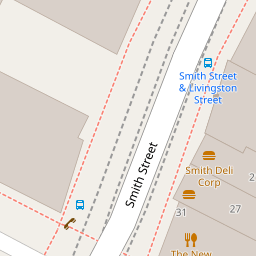 Smith Street
& Livingston
Street
Smith Street
Smith Deli
Corp
31
27
The New